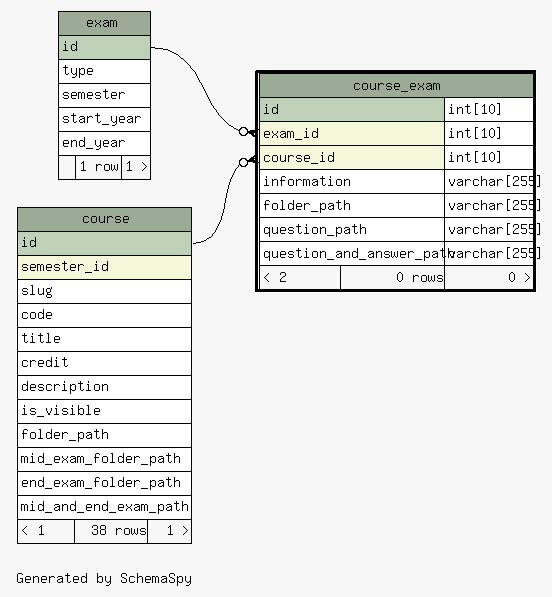 exam
id
type
semester
start_year
end_year
1 row 1 >
course_exam
id int[10]
exam_id int[10]
course_id int[10]
information varchar[255]
folder_path varchar[255]
question_path varchar[255]
question_and_answer_path varchar[255]
< 2 0 rows 0 >
course
id
semester_id
slug
code
title
credit
description
is_visible
folder_path
mid_exam_folder_path
end_exam_folder_path
mid_and_end_exam_path
< 1 38 rows 1 >
Generated by SchemaSpy